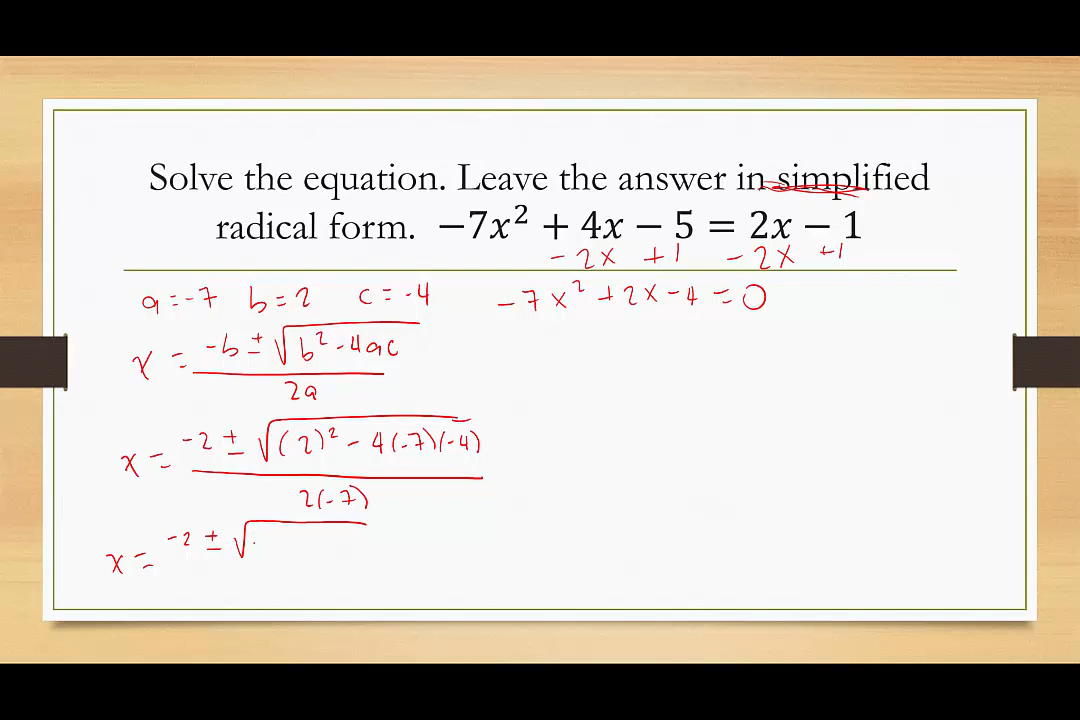 Solve the equation. Leave the answer in simplified
radical form. −7x² + 4x − 5 = 2x − 1
- 2x +1 - 2x +1
a = -7 b = 2 c = -4 -7x² + 2x - 4 = 0
x = (-b ± √(b² - 4ac)) / 2a
x = (-2 ± √((2)² - 4(-7)(-4))) / 2(-7)
x = -2 ± √